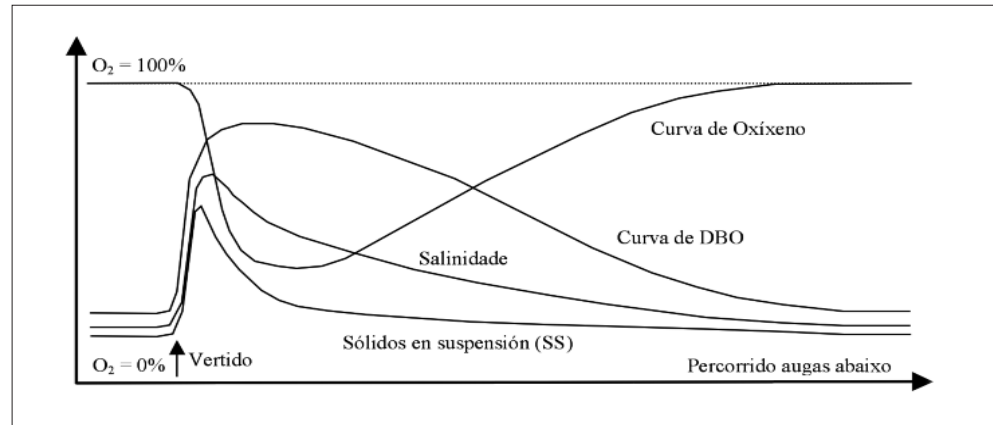 O₂ = 100%
Curva de Oxíxeno
Curva de DBO
Salinidade
Sólidos en suspensión (SS)
O₂ = 0%
Vertido
Percorrido augas abaixo